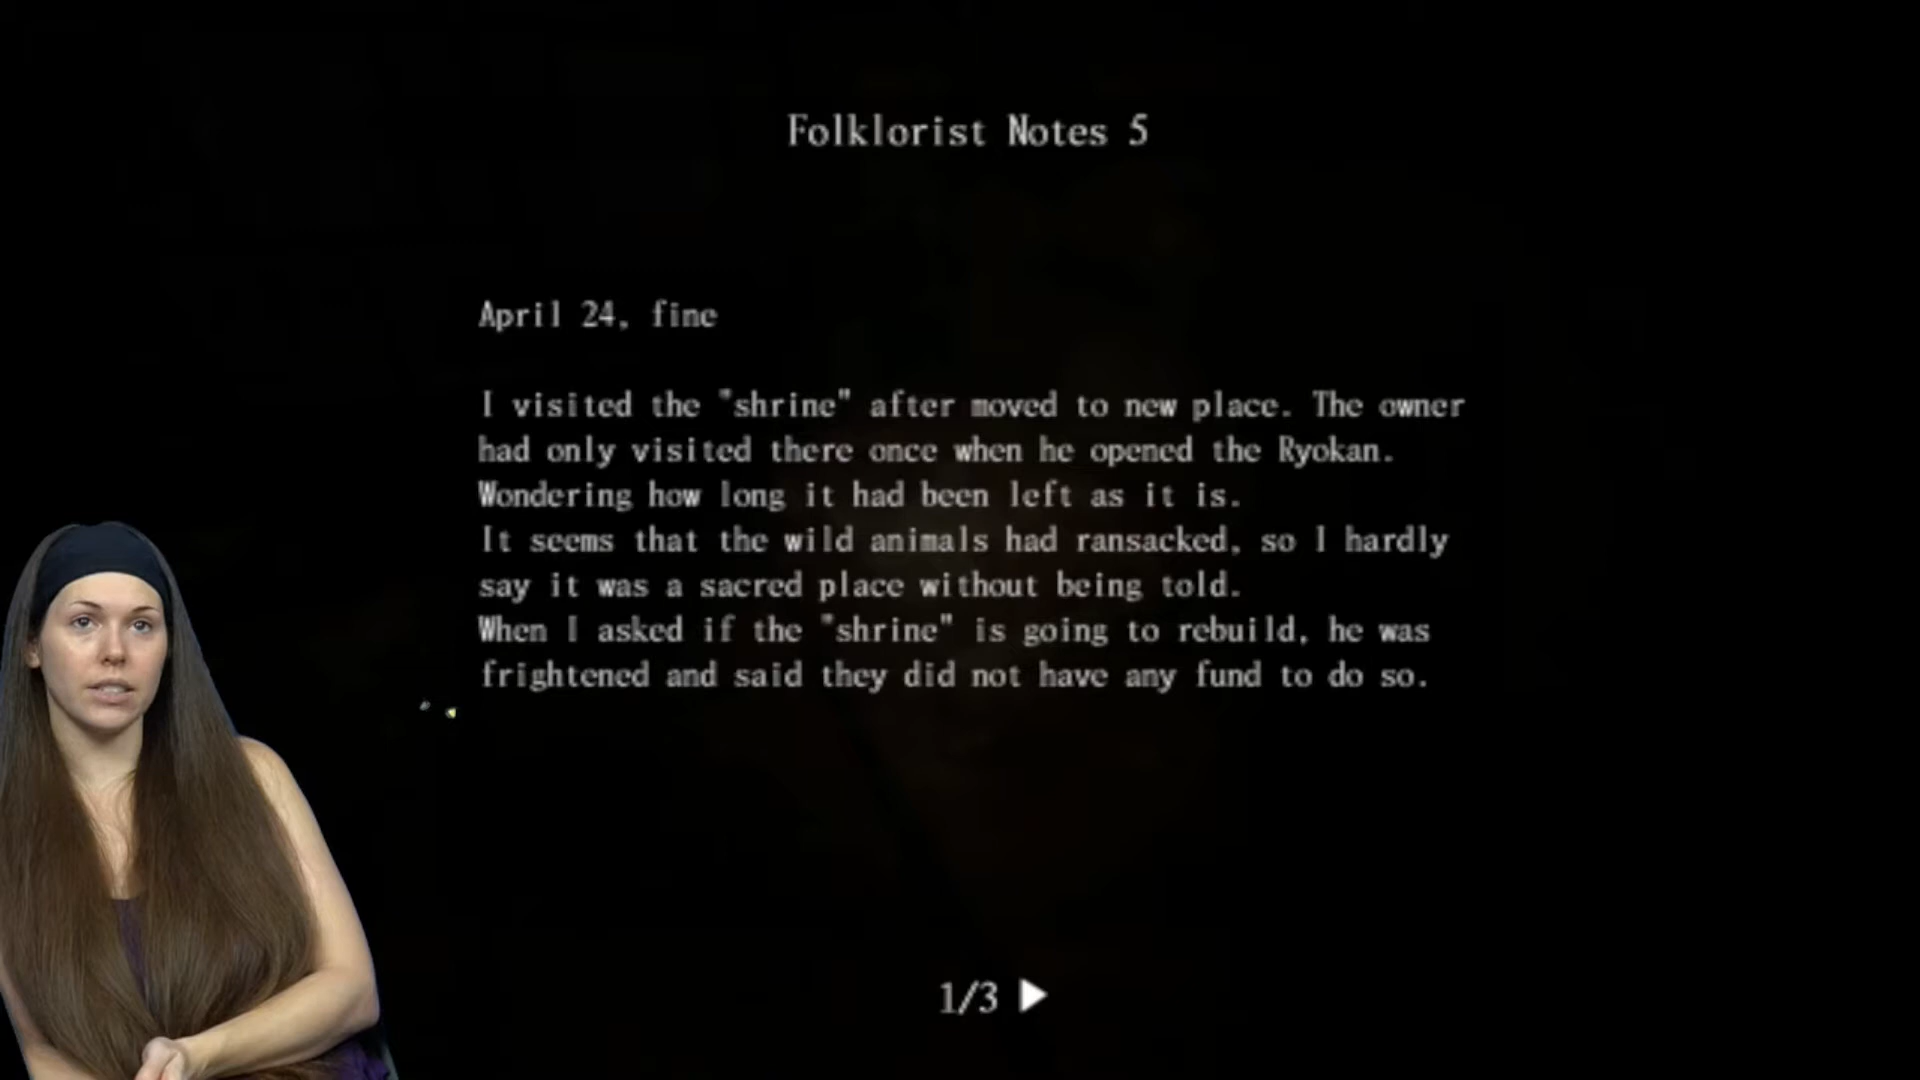 Folklorist Notes 5
April 24, fine
I visited the "shrine" after moved to new place. The owner
had only visited there once when he opened the Ryokan.
Wondering how long it had been left as it is.
It seems that the wild animals had ransacked, so I hardly
say it was a sacred place without being told.
When I asked if the "shrine" is going to rebuild, he was
frightened and said they did not have any fund to do so.
1/3